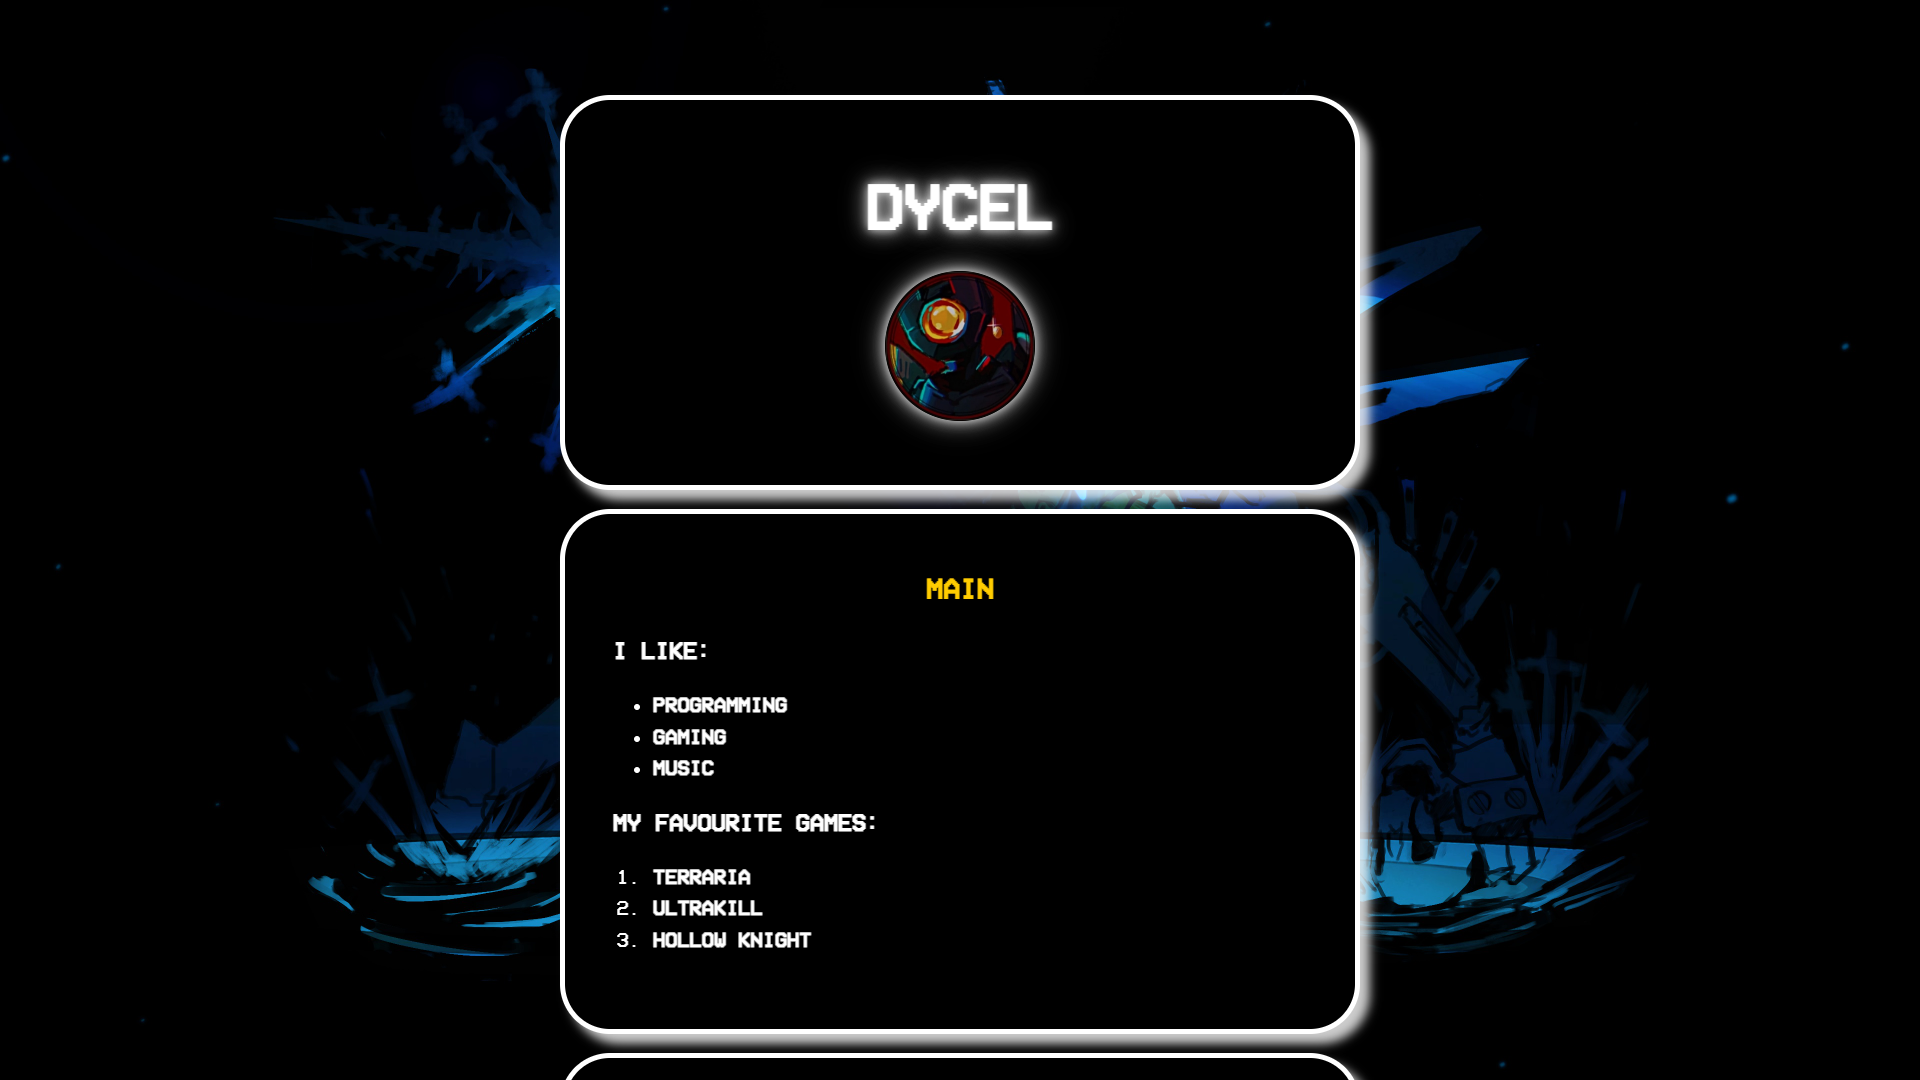 DYCEL
MAIN
I LIKE:
• PROGRAMMING
• GAMING
• MUSIC
MY FAVOURITE GAMES:
1. TERRARIA
2. ULTRAKILL
3. HOLLOW KNIGHT